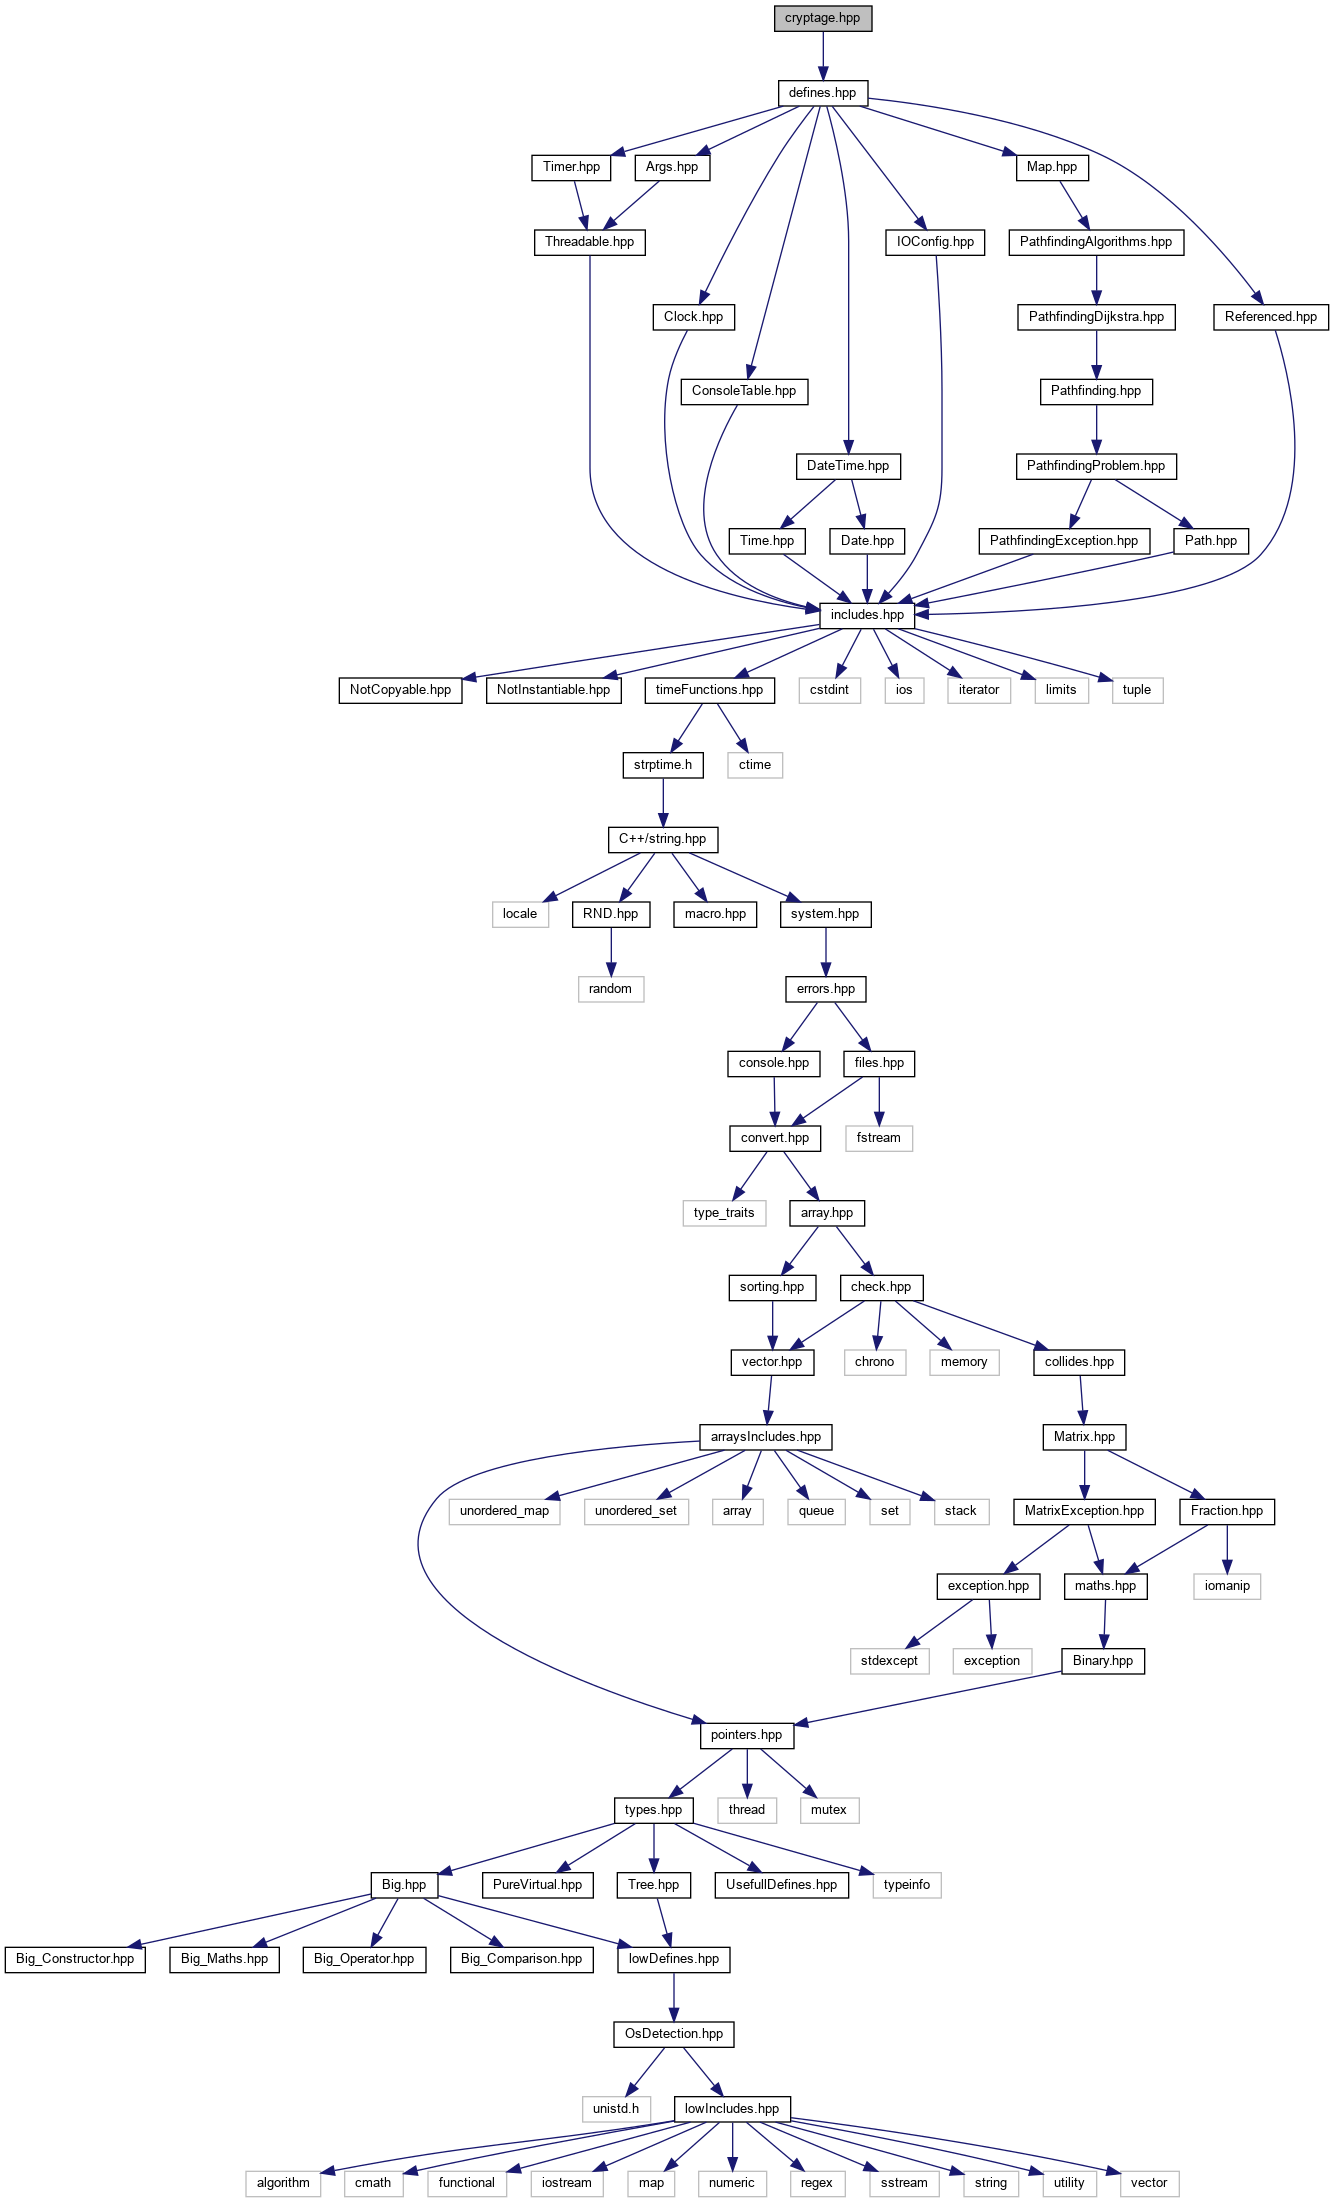 cryptage.hpp
defines.hpp
Timer.hpp
Args.hpp
Map.hpp
Threadable.hpp
IOConfig.hpp
PathfindingAlgorithms.hpp
Clock.hpp
PathfindingDijkstra.hpp
Referenced.hpp
ConsoleTable.hpp
Pathfinding.hpp
DateTime.hpp
PathfindingProblem.hpp
Time.hpp
Date.hpp
PathfindingException.hpp
Path.hpp
includes.hpp
NotCopyable.hpp
NotInstantiable.hpp
timeFunctions.hpp
cstdint
ios
iterator
limits
tuple
strptime.h
ctime
C++/string.hpp
locale
RND.hpp
macro.hpp
system.hpp
random
errors.hpp
console.hpp
files.hpp
convert.hpp
fstream
type_traits
array.hpp
sorting.hpp
check.hpp
vector.hpp
chrono
memory
collides.hpp
arraysIncludes.hpp
Matrix.hpp
unordered_map
unordered_set
array
queue
set
stack
MatrixException.hpp
Fraction.hpp
exception.hpp
maths.hpp
iomanip
stdexcept
exception
Binary.hpp
pointers.hpp
types.hpp
thread
mutex
Big.hpp
PureVirtual.hpp
Tree.hpp
UsefullDefines.hpp
typeinfo
Big_Constructor.hpp
Big_Maths.hpp
Big_Operator.hpp
Big_Comparison.hpp
lowDefines.hpp
OsDetection.hpp
unistd.h
lowIncludes.hpp
algorithm
cmath
functional
iostream
map
numeric
regex
sstream
string
utility
vector